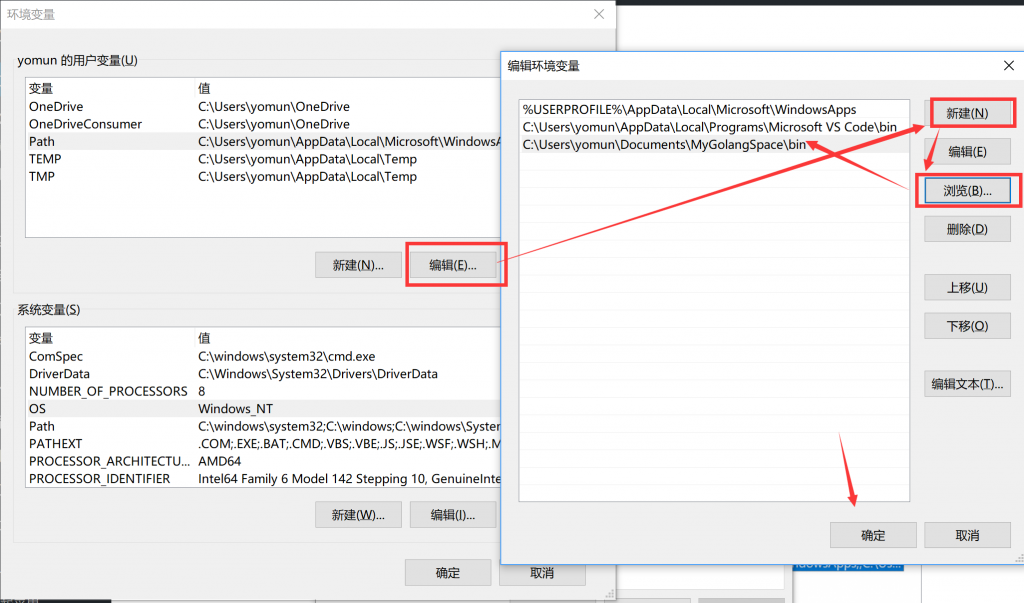 环境变量
yomun 的用户变量(U)
变量 值
OneDrive C:\Users\yomun\OneDrive
OneDriveConsumer C:\Users\yomun\OneDrive
Path C:\Users\yomun\AppData\Local\Microsoft\WindowsA
TEMP C:\Users\yomun\AppData\Local\Temp
TMP C:\Users\yomun\AppData\Local\Temp
新建(N)... 编辑(E)...
系统变量(S)
变量 值
ComSpec C:\windows\system32\cmd.exe
DriverData C:\Windows\System32\Drivers\DriverData
NUMBER_OF_PROCESSORS 8
OS Windows_NT
Path C:\windows\system32;C:\windows;C:\windows\System
PATHEXT .COM;.EXE;.BAT;.CMD;.VBS;.VBE;.JS;.JSE;.WSF;.WSH;.M
PROCESSOR_ARCHITECTU... AMD64
PROCESSOR_IDENTIFIER Intel64 Family 6 Model 142 Stepping 10, GenuineInte
新建(W)... 编辑(I)...
确定 取消
编辑环境变量
%USERPROFILE%\AppData\Local\Microsoft\WindowsApps
C:\Users\yomun\AppData\Local\Programs\Microsoft VS Code\bin
C:\Users\yomun\Documents\MyGolangSpace\bin
新建(N)
编辑(E)
浏览(B)...
删除(D)
上移(U)
下移(O)
编辑文本(T)...
确定 取消